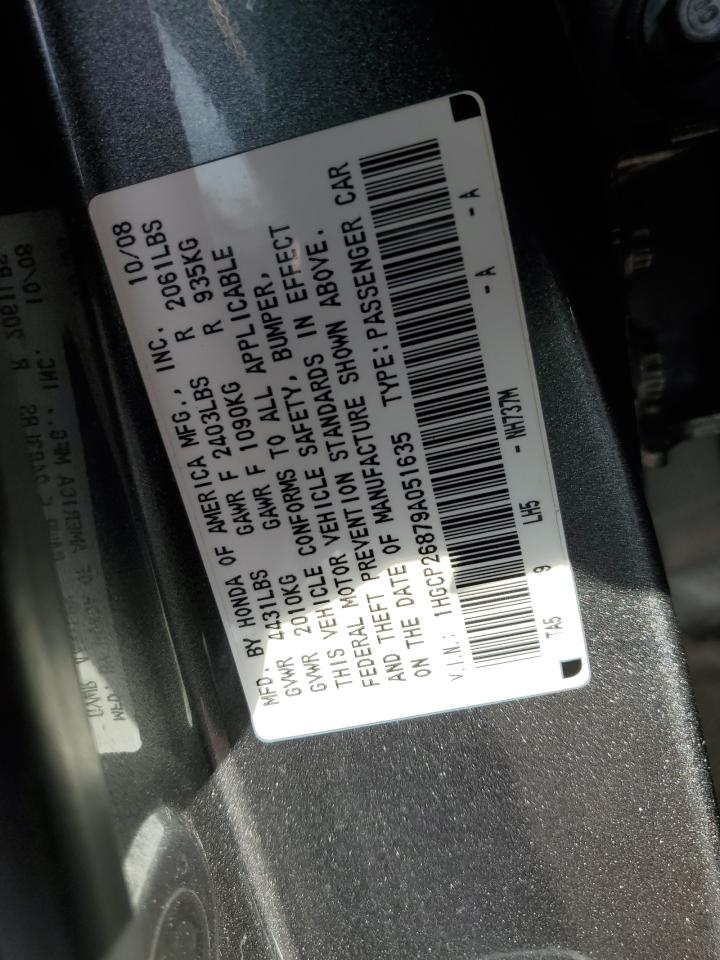 MFD. BY HONDA OF AMERICA MFG., INC. 10/08
GVWR 4431LBS GAWR F 2403LBS R 2061LBS
GVWR 2010KG GAWR F 1090KG R 935KG
THIS VEHICLE CONFORMS TO ALL APPLICABLE
FEDERAL MOTOR VEHICLE SAFETY, BUMPER,
AND THEFT PREVENTION STANDARDS IN EFFECT
ON THE DATE OF MANUFACTURE SHOWN ABOVE.
V.I.N.: 1HGCP26879A051635 TYPE: PASSENGER CAR
TA5 9 LH5 - NH737M - A - A